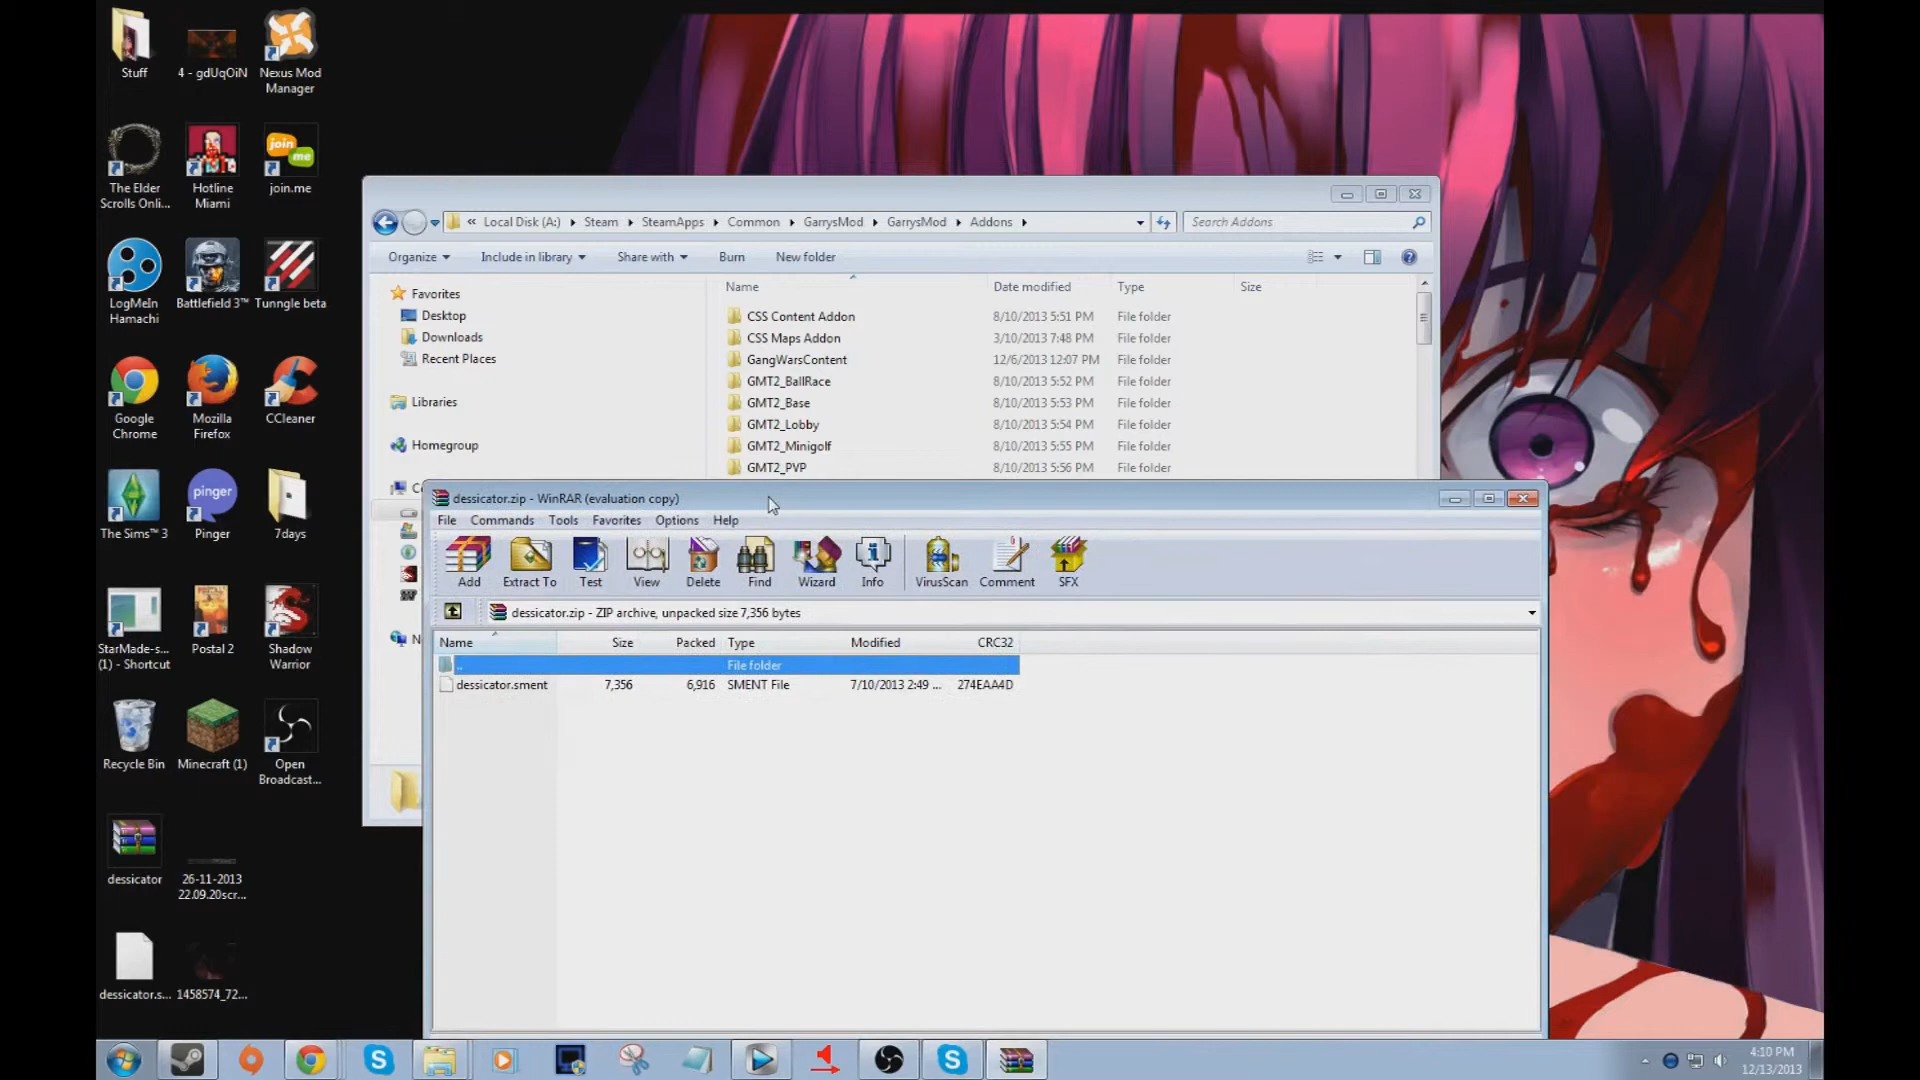 Stuff
4 - gdUqOiN
Nexus Mod
Manager
The Elder
Scrolls Onli...
Hotline
Miami
join
me
join.me
LogMeIn
Hamachi
Battlefield 3™
Tunngle beta
Google
Chrome
Mozilla
Firefox
CCleaner
The Sims™ 3
pinger
Pinger
7days
StarMade-s...
(1) - Shortcut
Postal 2
Shadow
Warrior
Recycle Bin
Minecraft (1)
Open
Broadcast...
dessicator
26-11-2013
22.09.20scr...
dessicator.s...
1458574_72...
« Local Disk (A:) Steam SteamApps Common GarrysMod GarrysMod Addons
Search Addons
Organize Include in library Share with Burn New folder
Favorites
Desktop
Downloads
Recent Places
Libraries
Homegroup
Name Date modified Type Size
CSS Content Addon 8/10/2013 5:51 PM File folder
CSS Maps Addon 3/10/2013 7:48 PM File folder
GangWarsContent 12/6/2013 12:07 PM File folder
GMT2_BallRace 8/10/2013 5:52 PM File folder
GMT2_Base 8/10/2013 5:53 PM File folder
GMT2_Lobby 8/10/2013 5:54 PM File folder
GMT2_Minigolf 8/10/2013 5:55 PM File folder
GMT2_PVP 8/10/2013 5:56 PM File folder
dessicator.zip - WinRAR (evaluation copy)
File Commands Tools Favorites Options Help
Add Extract To Test View Delete Find Wizard Info VirusScan Comment SFX
dessicator.zip - ZIP archive, unpacked size 7,356 bytes
Name Size Packed Type Modified CRC32
.. File folder
dessicator.sment 7,356 6,916 SMENT File 7/10/2013 2:49 ... 274EAA4D
4:10 PM
12/13/2013